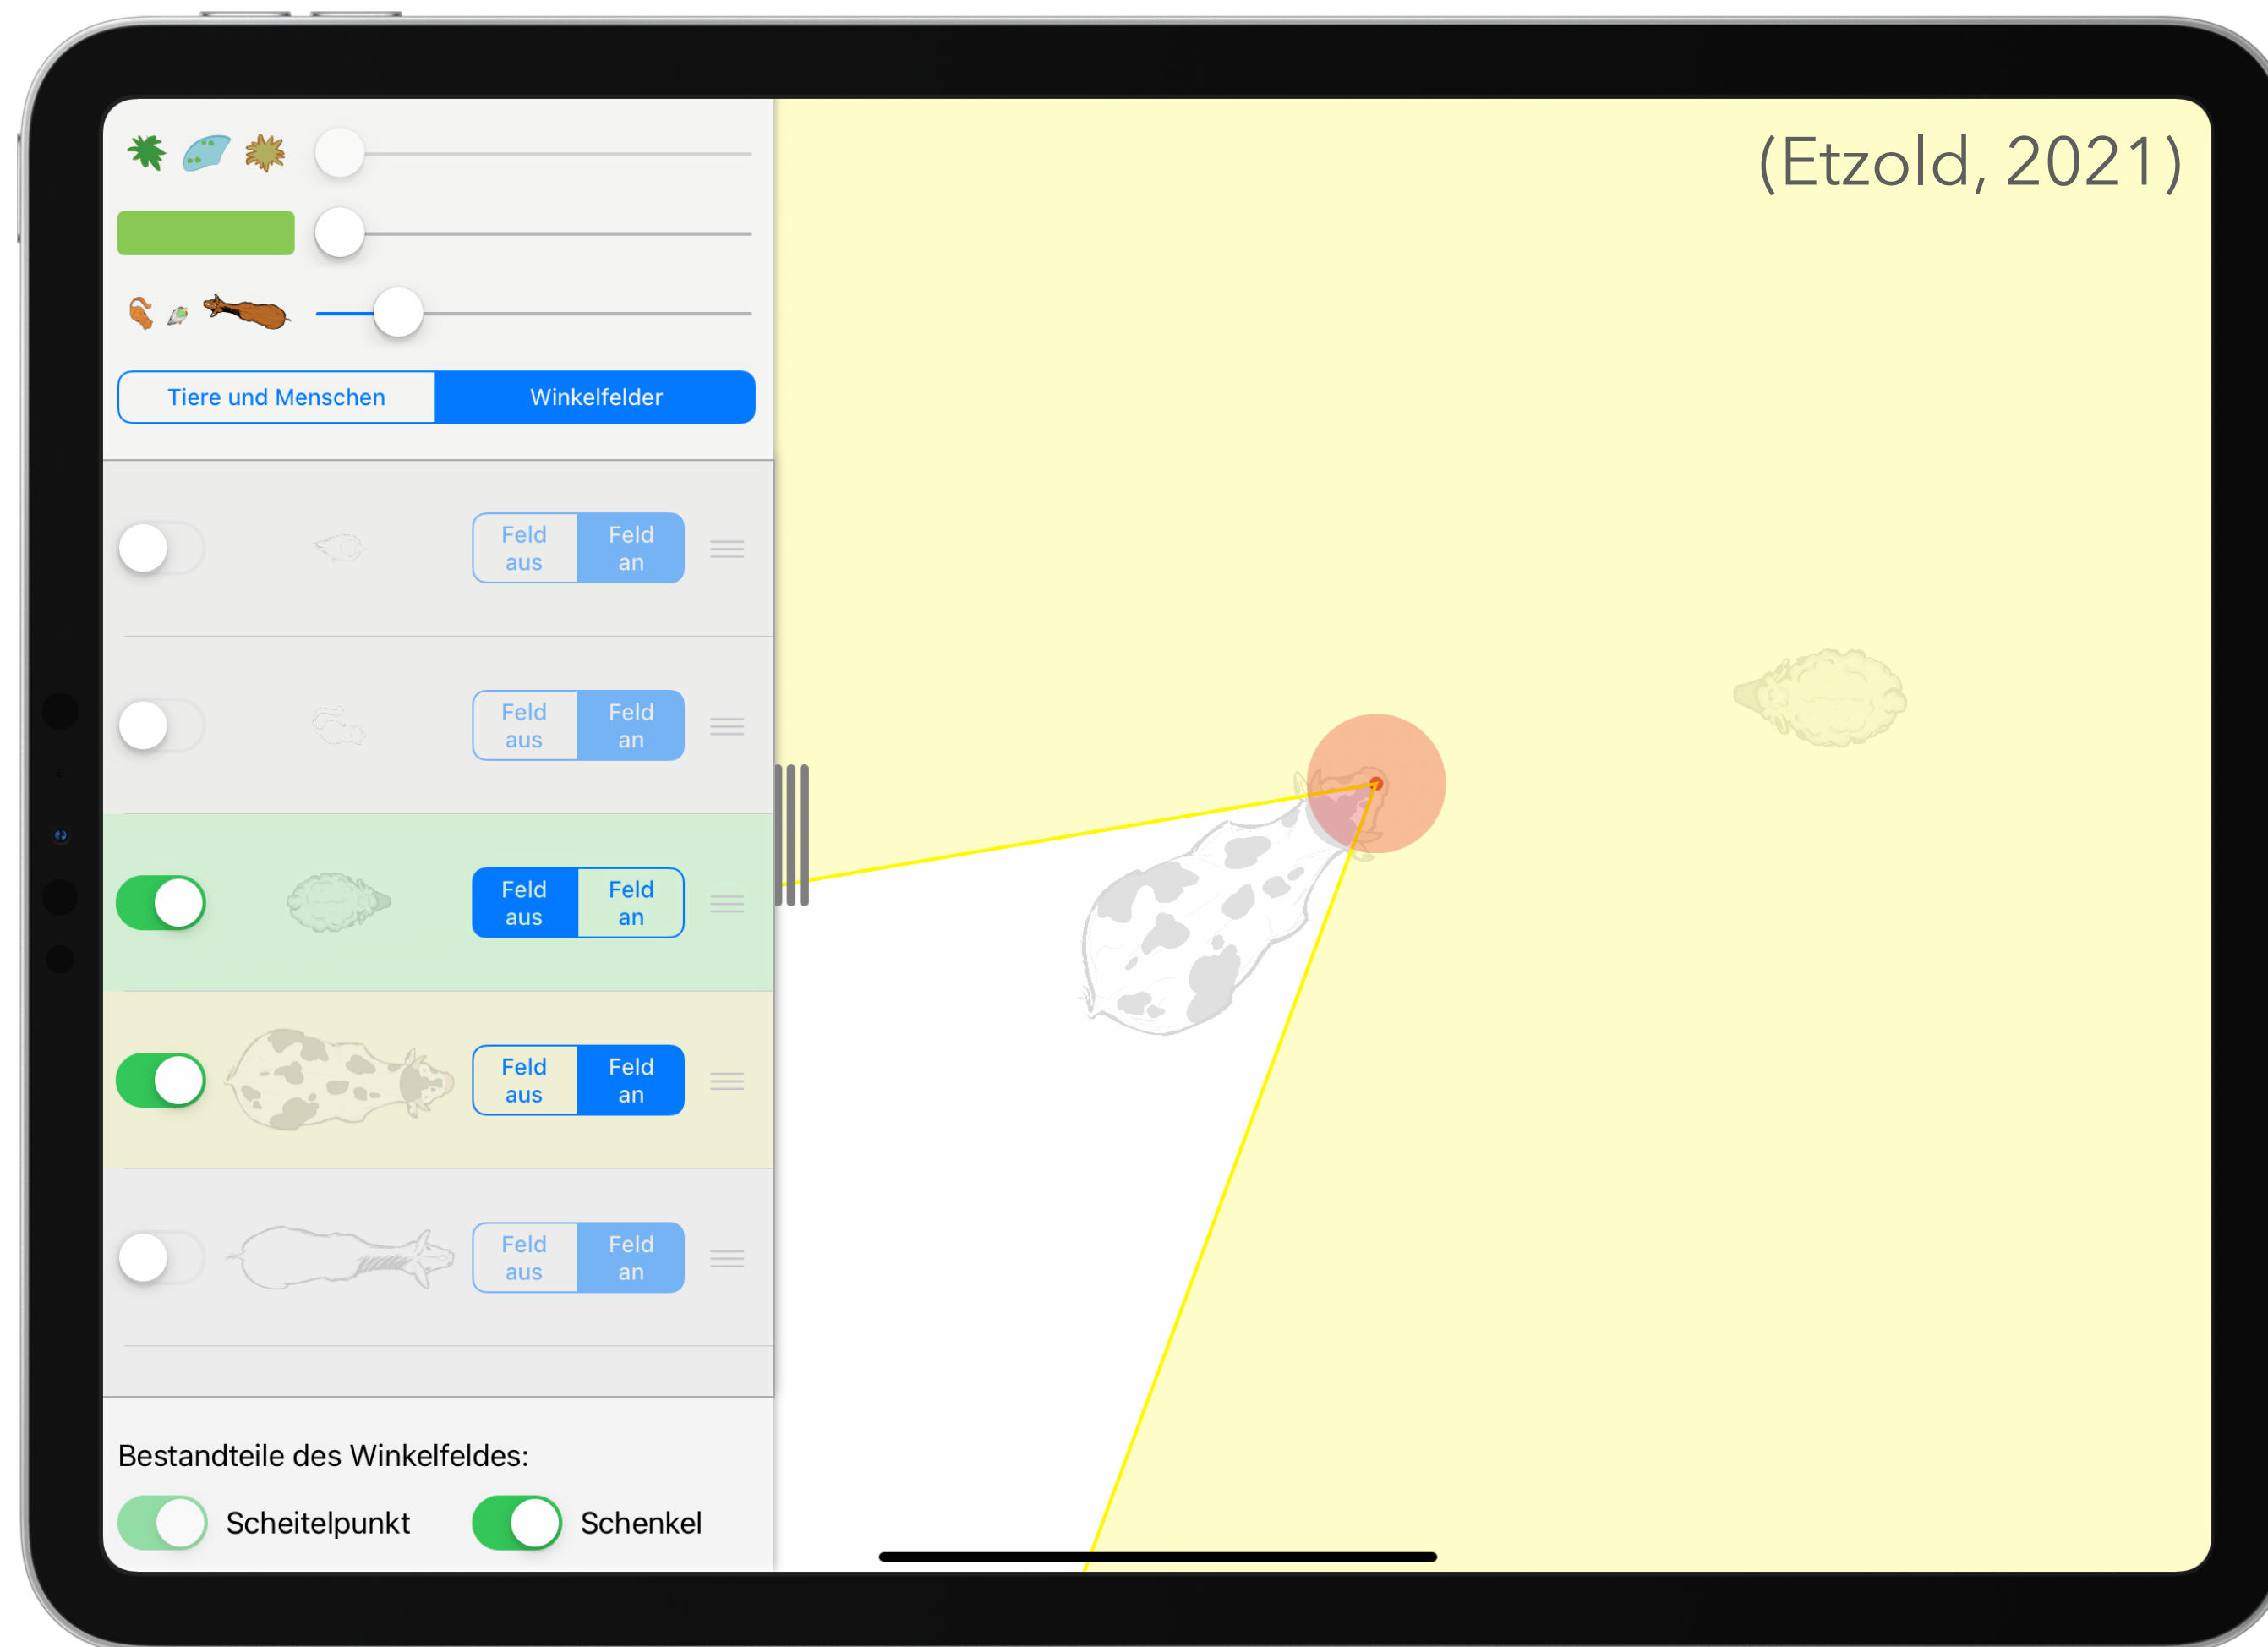 (Etzold, 2021)
Tiere und Menschen
Winkelfelder
Feld
aus
Feld
an
Feld
aus
Feld
an
Feld
aus
Feld
an
Feld
aus
Feld
an
Feld
aus
Feld
an
Bestandteile des Winkelfeldes:
Scheitelpunkt
Schenkel